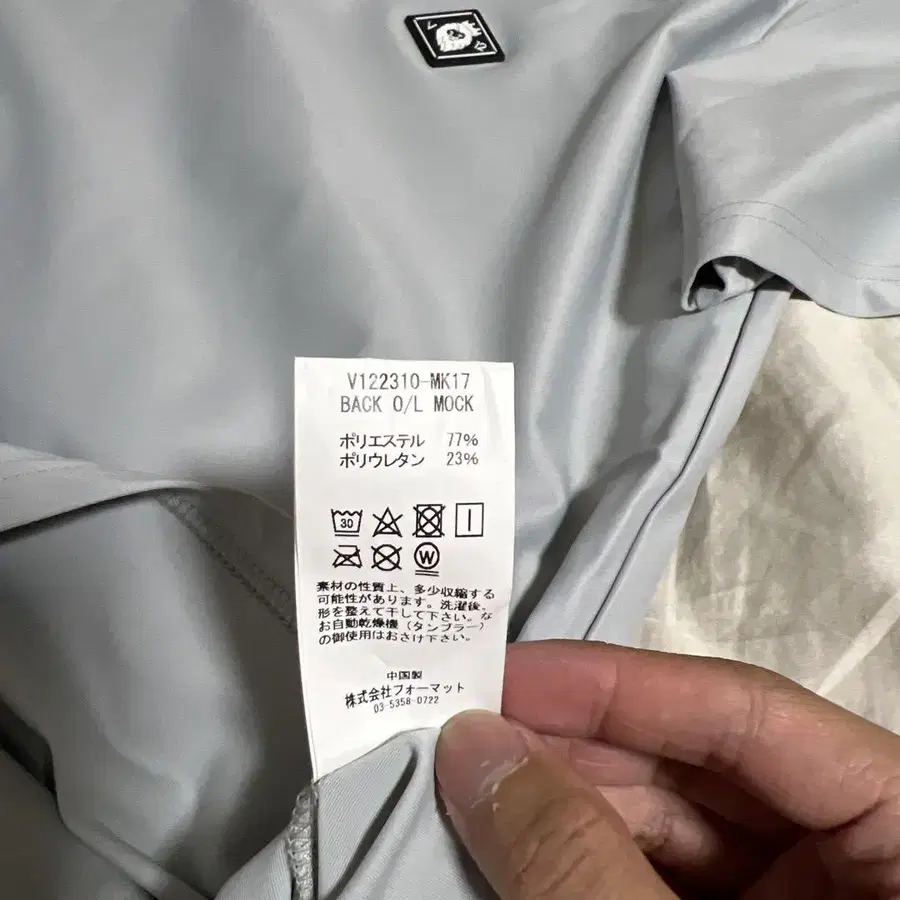 V122310-MK17
BACK O/L MOCK
ポリエステル 77%
ポリウレタン 23%
30
W
素材の性質上、多少収縮する
可能性があります。洗濯後、
形を整えて干して下さい。な
お自動乾燥機（タンブラー）
の御使用はおさけ下さい。
中国製
株式会社フォーマット
03-5358-0722